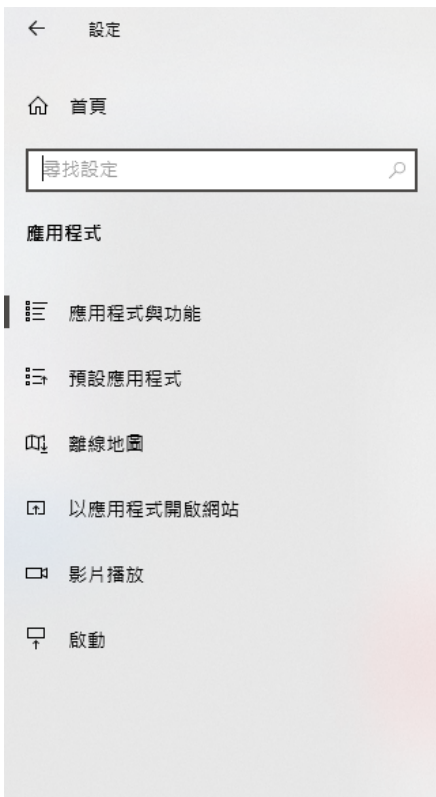 設定
首頁
尋找設定
應用程式
應用程式與功能
預設應用程式
離線地圖
以應用程式開啟網站
影片播放
啟動